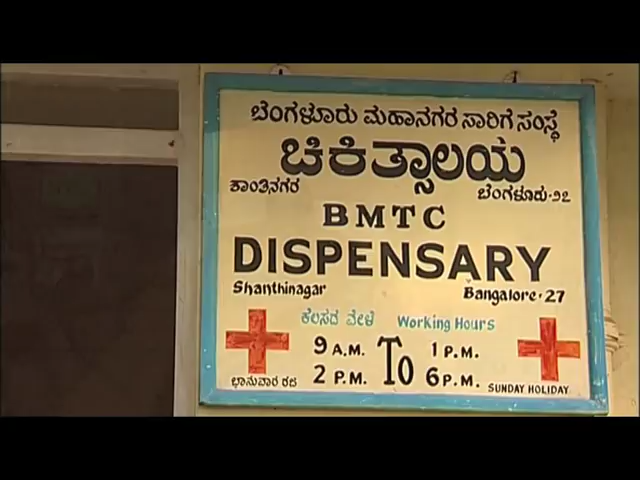 ಬೆಂಗಳೂರು ಮಹಾನಗರ ಸಾರಿಗೆ ಸಂಸ್ಥೆ
ಚಿಕಿತ್ಸಾಲಯ
ಶಾಂತಿನಗರ ಬೆಂಗಳೂರು-೨೭
BMTC
DISPENSARY
Shanthinagar Bangalore-27
ಕೆಲಸದ ವೇಳೆ Working Hours
9 A.M. TO 1 P.M.
2 P.M. 6 P.M.
ಭಾನುವಾರ ರಜ SUNDAY HOLIDAY